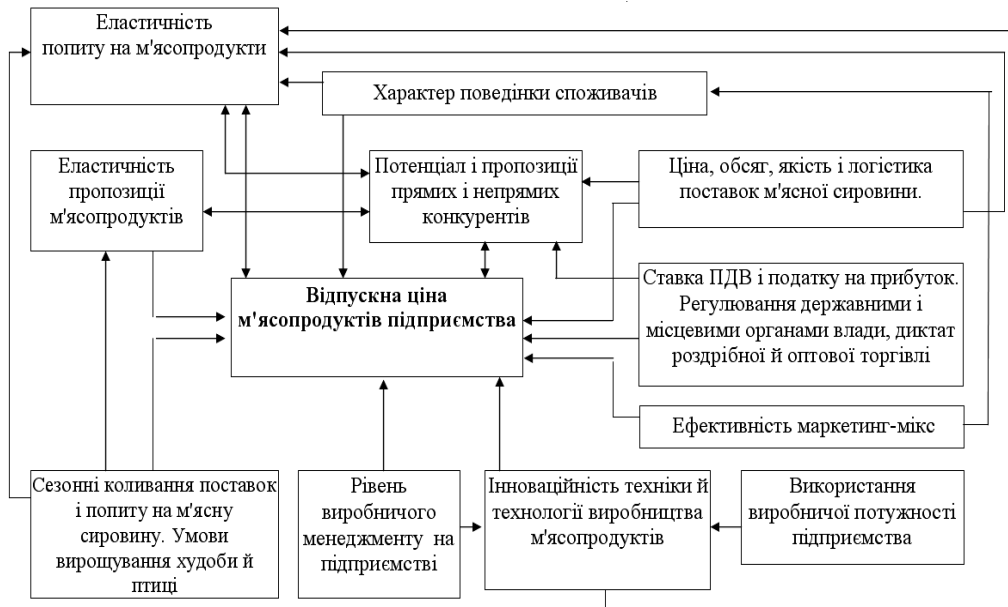 Еластичність
попиту на м'ясопродукти
Характер поведінки споживачів
Еластичність
пропозиції
м'ясопродуктів
Потенціал і пропозиції
прямих і непрямих
конкурентів
Ціна, обсяг, якість і логістика
поставок м'ясної сировини.
Відпускна ціна
м'ясопродуктів підприємства
Ставка ПДВ і податку на прибуток.
Регулювання державними і
місцевими органами влади, диктат
роздрібної й оптової торгівлі
Ефективність маркетинг-мікс
Сезонні коливання поставок
і попиту на м'ясну
сировину. Умови
вирощування худоби й
птиці
Рівень
виробничого
менеджменту на
підприємстві
Інноваційність техніки й
технології виробництва
м'ясопродуктів
Використання
виробничої потужності
підприємства